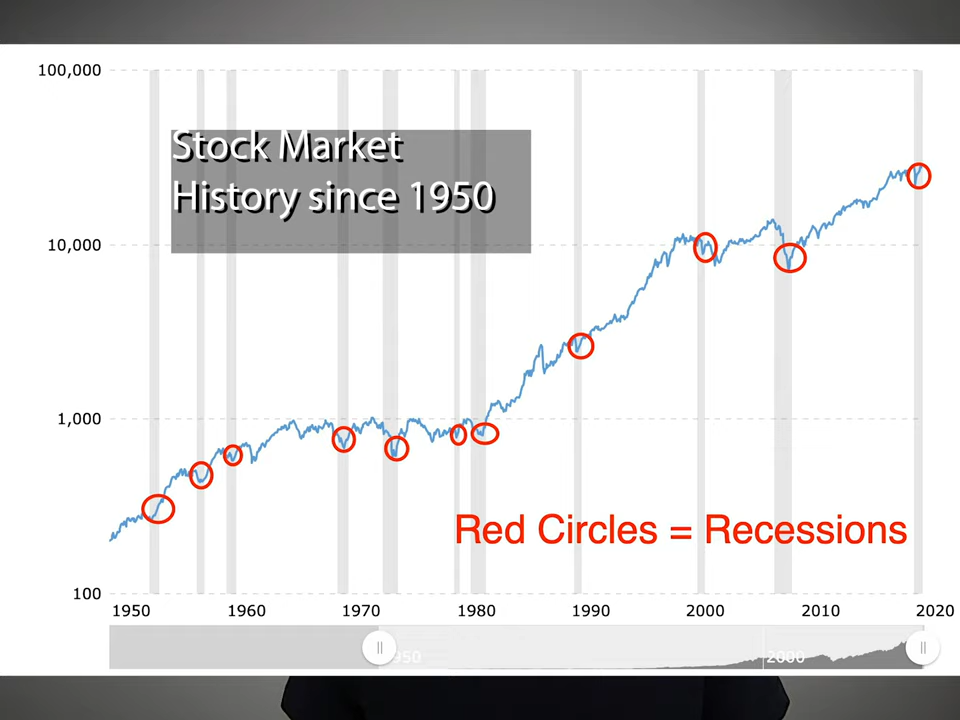 100,000
Stock Market
History since 1950
10,000
1,000
Red Circles = Recessions
100
1950 1960 1970 1980 1990 2000 2010 2020
2000